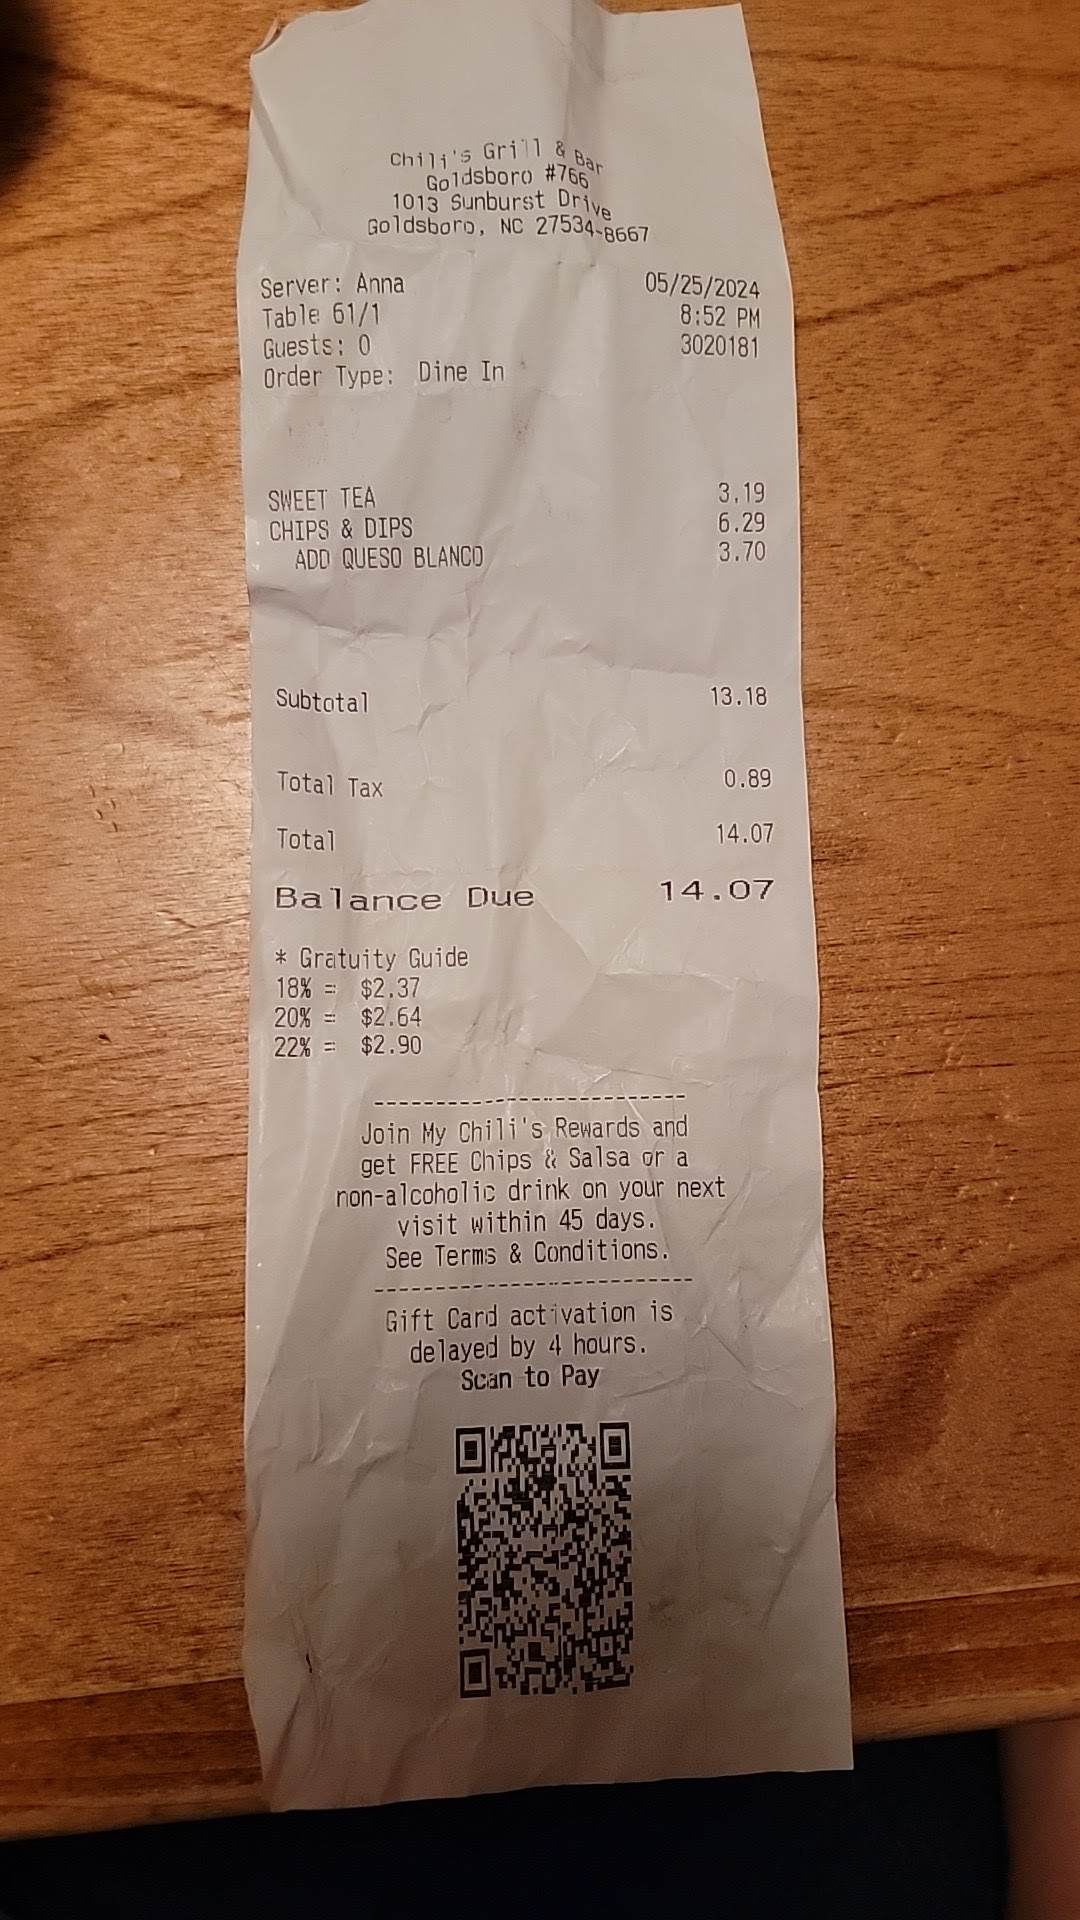 Chili's Grill & Bar
Goldsboro #766
1013 Sunburst Drive
Goldsboro, NC 27534-8667
Server: Anna 05/25/2024
Table 61/1 8:52 PM
Guests: 0 3020181
Order Type: Dine In
SWEET TEA 3.19
CHIPS & DIPS 6.29
ADD QUESO BLANCO 3.70
Subtotal 13.18
Total Tax 0.89
Total 14.07
Balance Due 14.07
* Gratuity Guide
18% = $2.37
20% = $2.64
22% = $2.90
--------------------------
Join My Chili's Rewards and
get FREE Chips & Salsa or a
non-alcoholic drink on your next
visit within 45 days.
See Terms & Conditions.
--------------------------
Gift Card activation is
delayed by 4 hours.
Scan to Pay